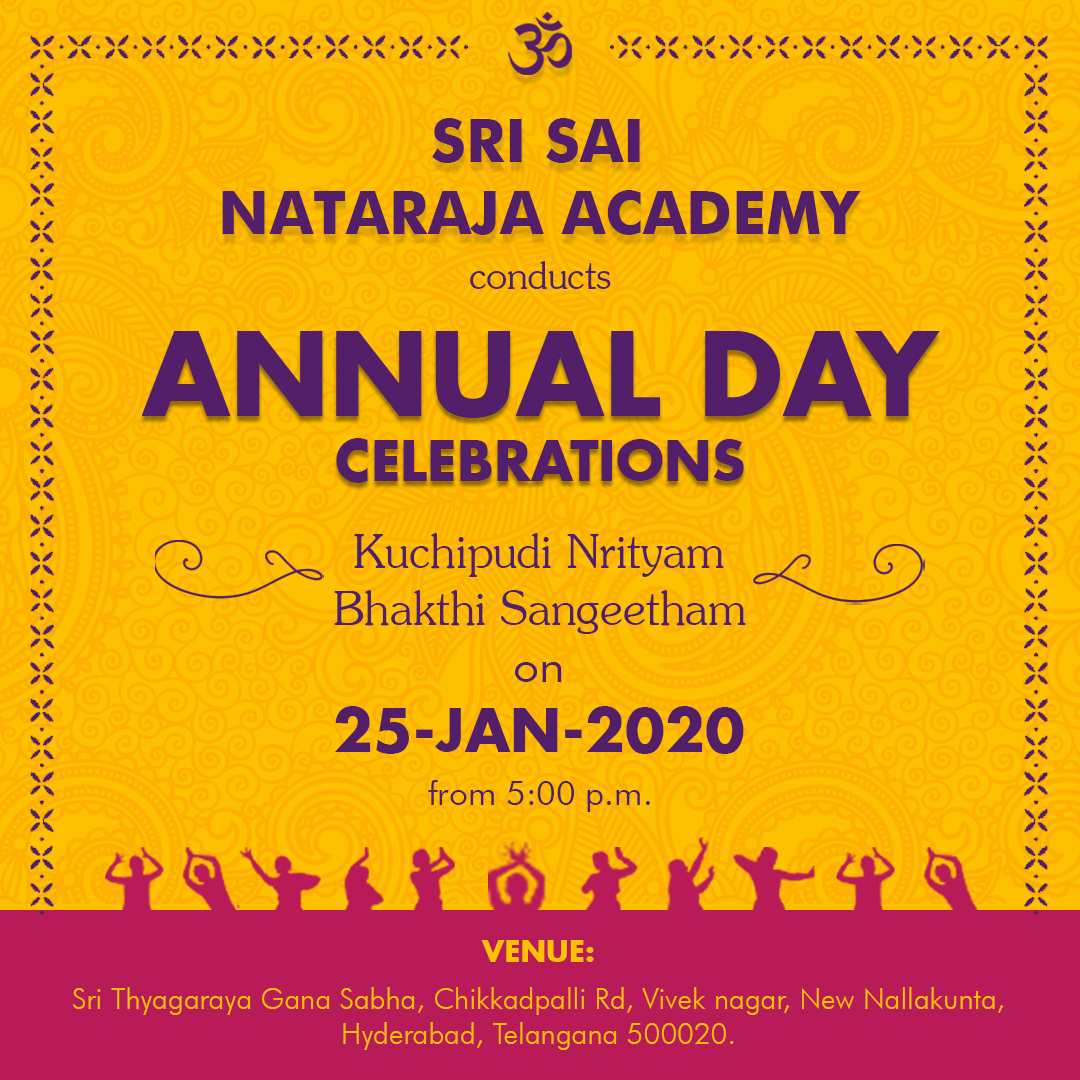 ॐ
SRI SAI
NATARAJA ACADEMY
conducts
ANNUAL DAY
CELEBRATIONS
Kuchipudi Nrityam
Bhakthi Sangeetham
on
25-JAN-2020
from 5:00 p.m.
VENUE:
Sri Thyagaraya Gana Sabha, Chikkadpalli Rd, Vivek nagar, New Nallakunta,
Hyderabad, Telangana 500020.